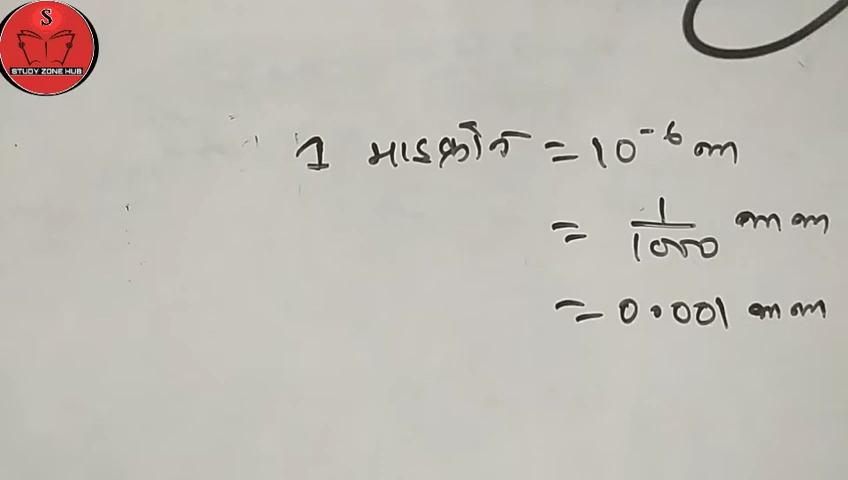 S
STUDY ZONE HUB
1 माइक्रोन = 10⁻⁶ m
= 1/1000 mm
= 0.001 mm